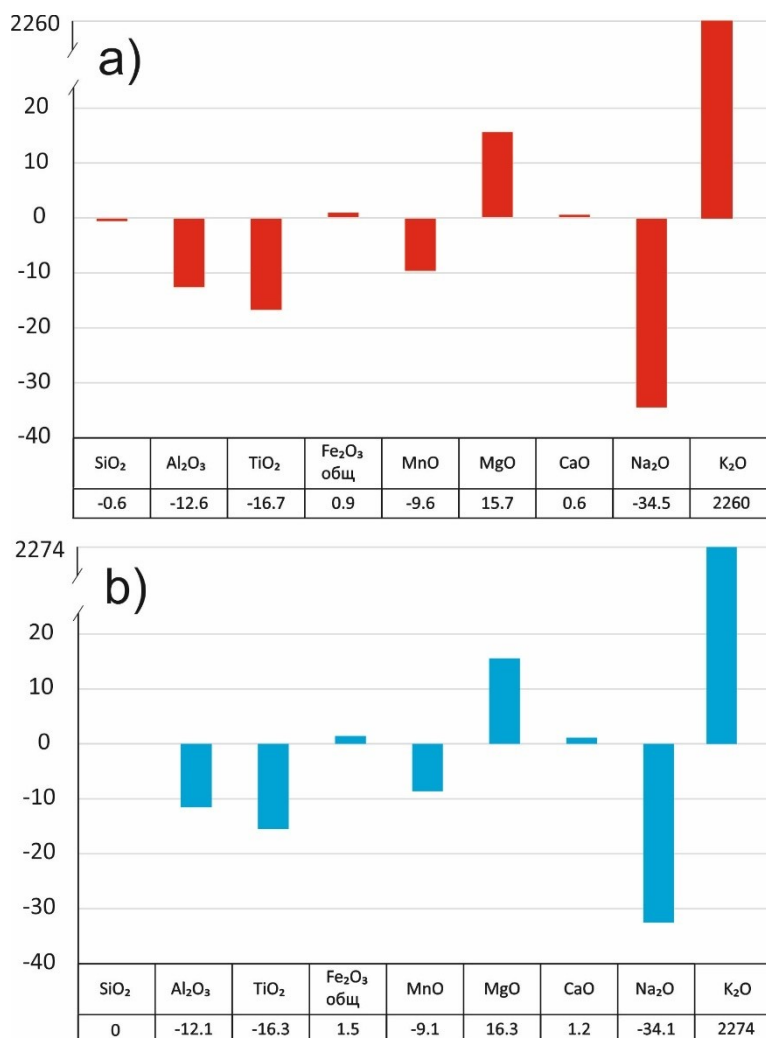 2260
a)
20
10
0
-10
-20
-30
-40
SiO₂ Al₂O₃ TiO₂ Fe₂O₃ общ MnO MgO CaO Na₂O K₂O
-0.6 -12.6 -16.7 0.9 -9.6 15.7 0.6 -34.5 2260
2274
b)
20
10
0
-10
-20
-30
-40
SiO₂ Al₂O₃ TiO₂ Fe₂O₃ общ MnO MgO CaO Na₂O K₂O
0 -12.1 -16.3 1.5 -9.1 16.3 1.2 -34.1 2274